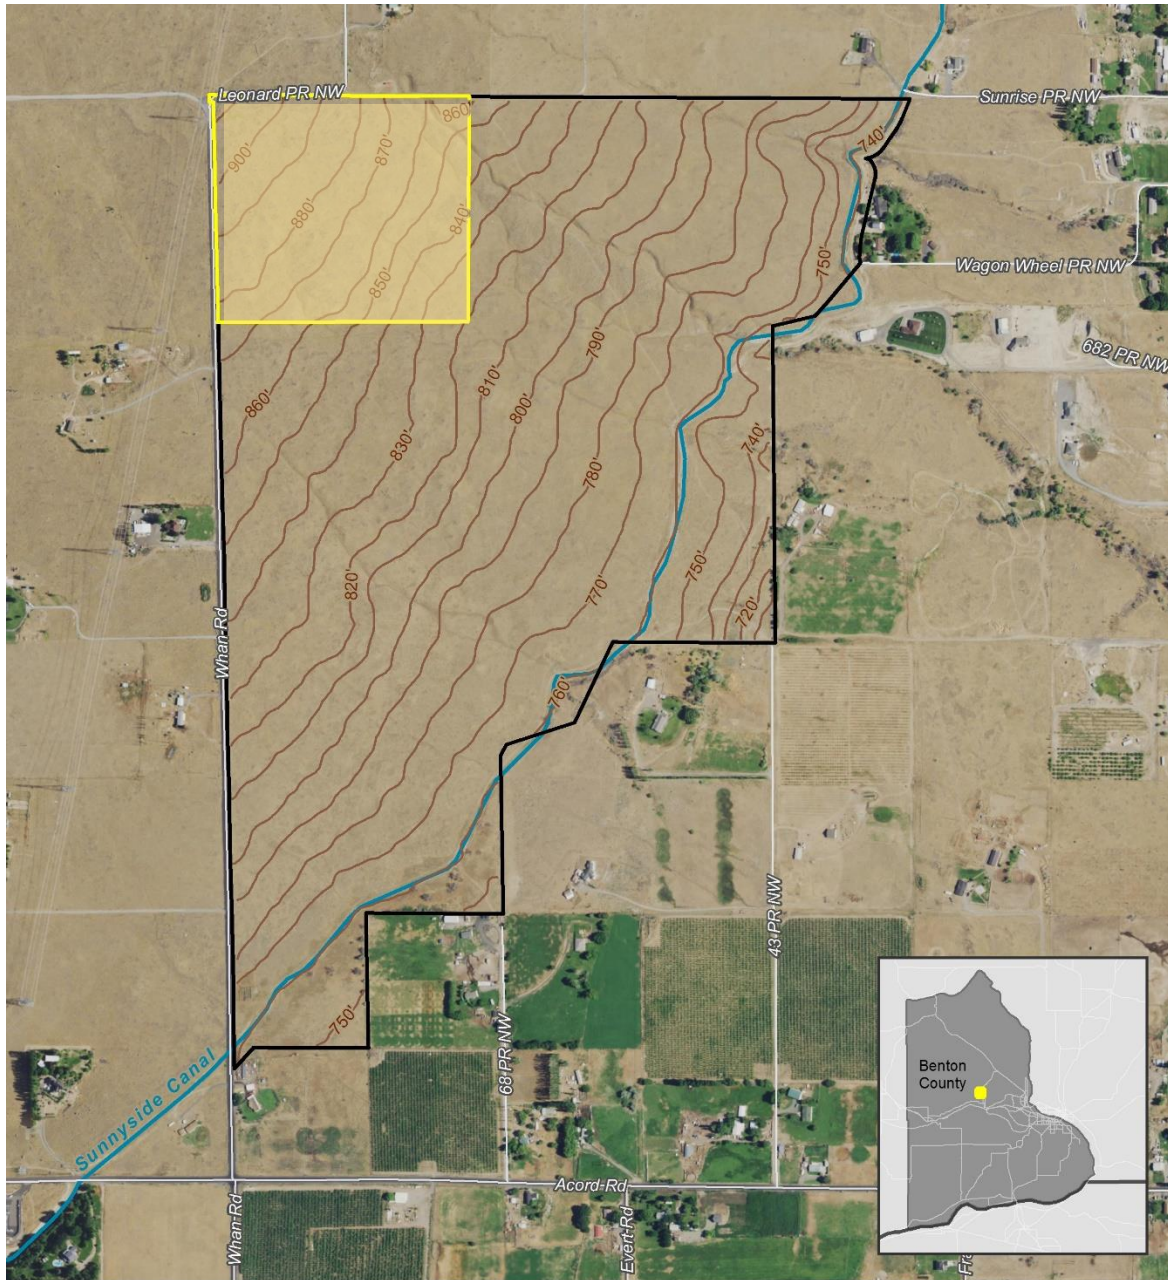 Leonard PR NW
Sunrise PR NW
860'
740'
870'
900'
880'
840'
750'
Wagon Wheel PR NW
850'
790'
682 PR NW
810'
860'
800'
830'
740'
780'
750'
820'
770'
720'
Whan-Rd
760'
43 PR NW
750'
68 PR NW
Sunnyside Canal
Benton
County
Acord-Rd
Whan-Rd
Evert-Rd